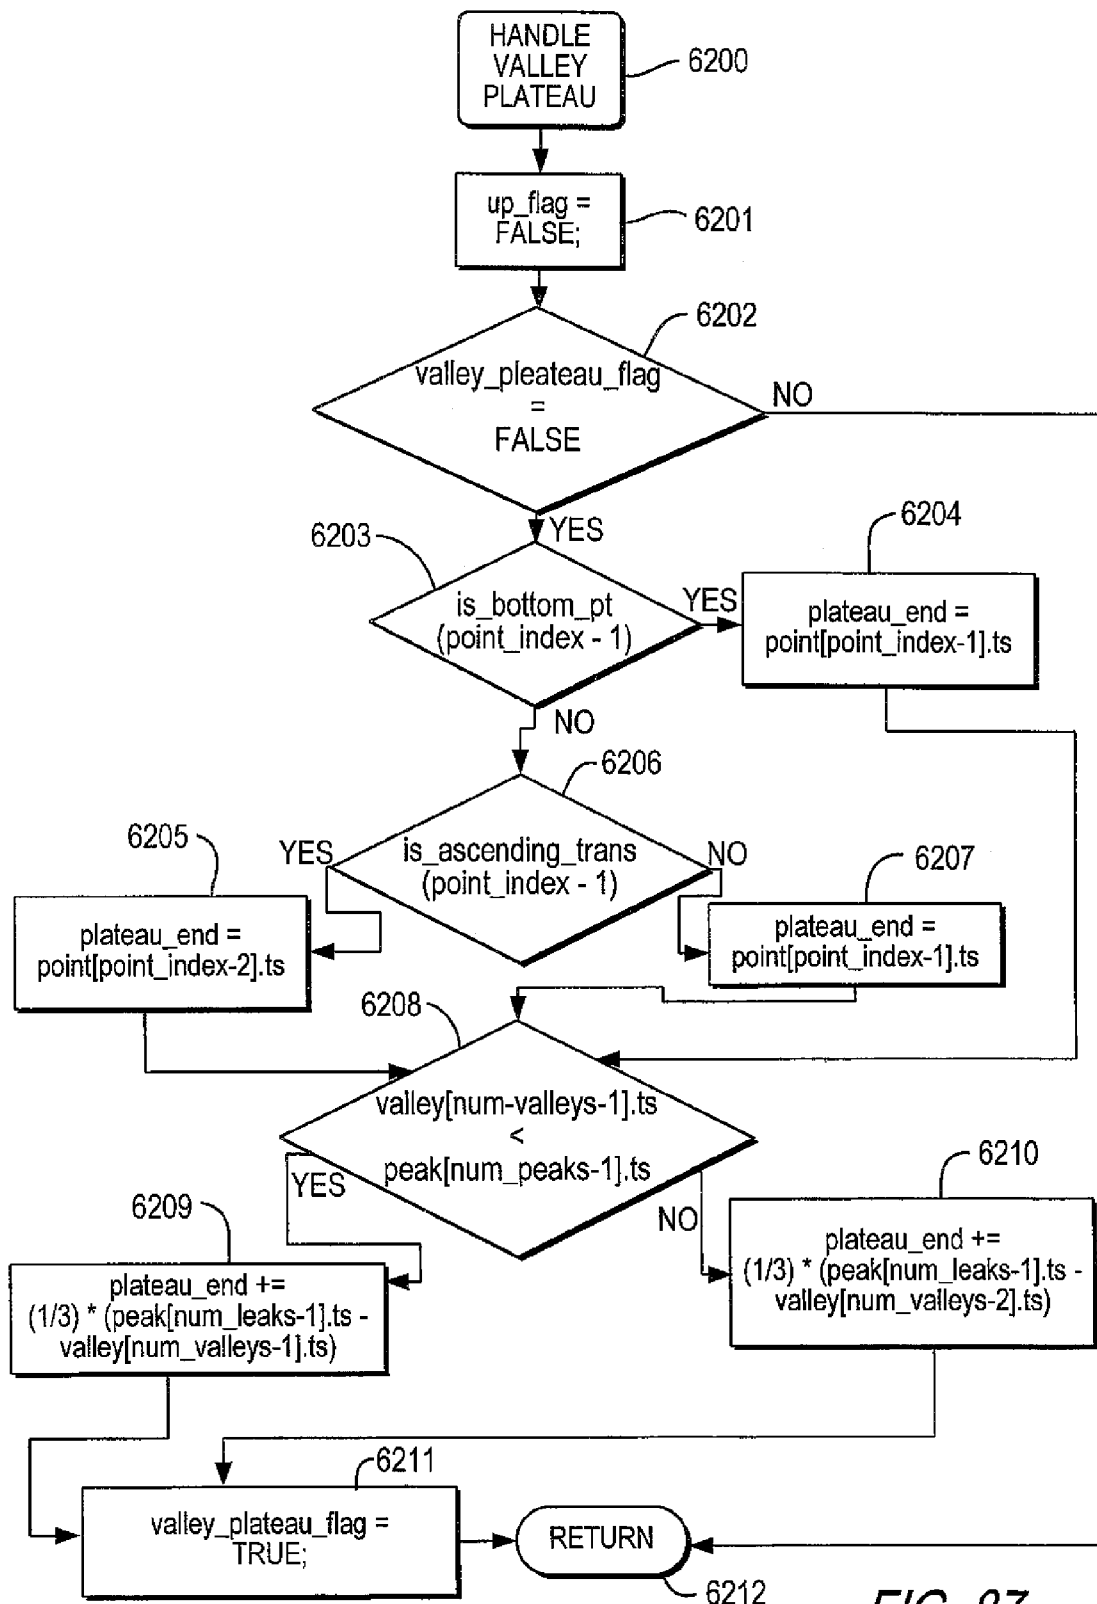 HANDLE
VALLEY
PLATEAU
6200
up_flag =
FALSE;
6201
6202
valley_pleateau_flag
=
FALSE
NO
YES
6203
is_bottom_pt
(point_index - 1)
YES
6204
plateau_end =
point[point_index-1].ts
NO
6206
is_ascending_trans
(point_index - 1)
YES
NO
6205
plateau_end =
point[point_index-2].ts
6207
plateau_end =
point[point_index-1].ts
6208
valley[num-valleys-1].ts
<
peak[num_peaks-1].ts
YES
NO
6209
plateau_end +=
(1/3) * (peak[num_leaks-1].ts -
valley[num_valleys-1].ts)
6210
plateau_end +=
(1/3) * (peak[num_leaks-1].ts -
valley[num_valleys-2].ts)
6211
valley_plateau_flag =
TRUE;
RETURN
6212
FIG. 87